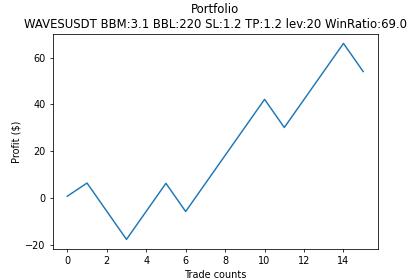 Portfolio
WAVESUSDT BBM:3.1 BBL:220 SL:1.2 TP:1.2 lev:20 WinRatio:69.0
Profit ($)
60
40
20
0
−20
0 2 4 6 8 10 12 14
Trade counts